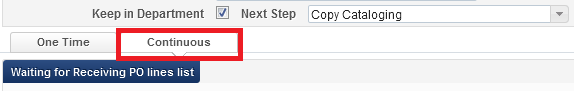 Keep in Department Next Step Copy Cataloging
One Time Continuous
Waiting for Receiving PO lines list